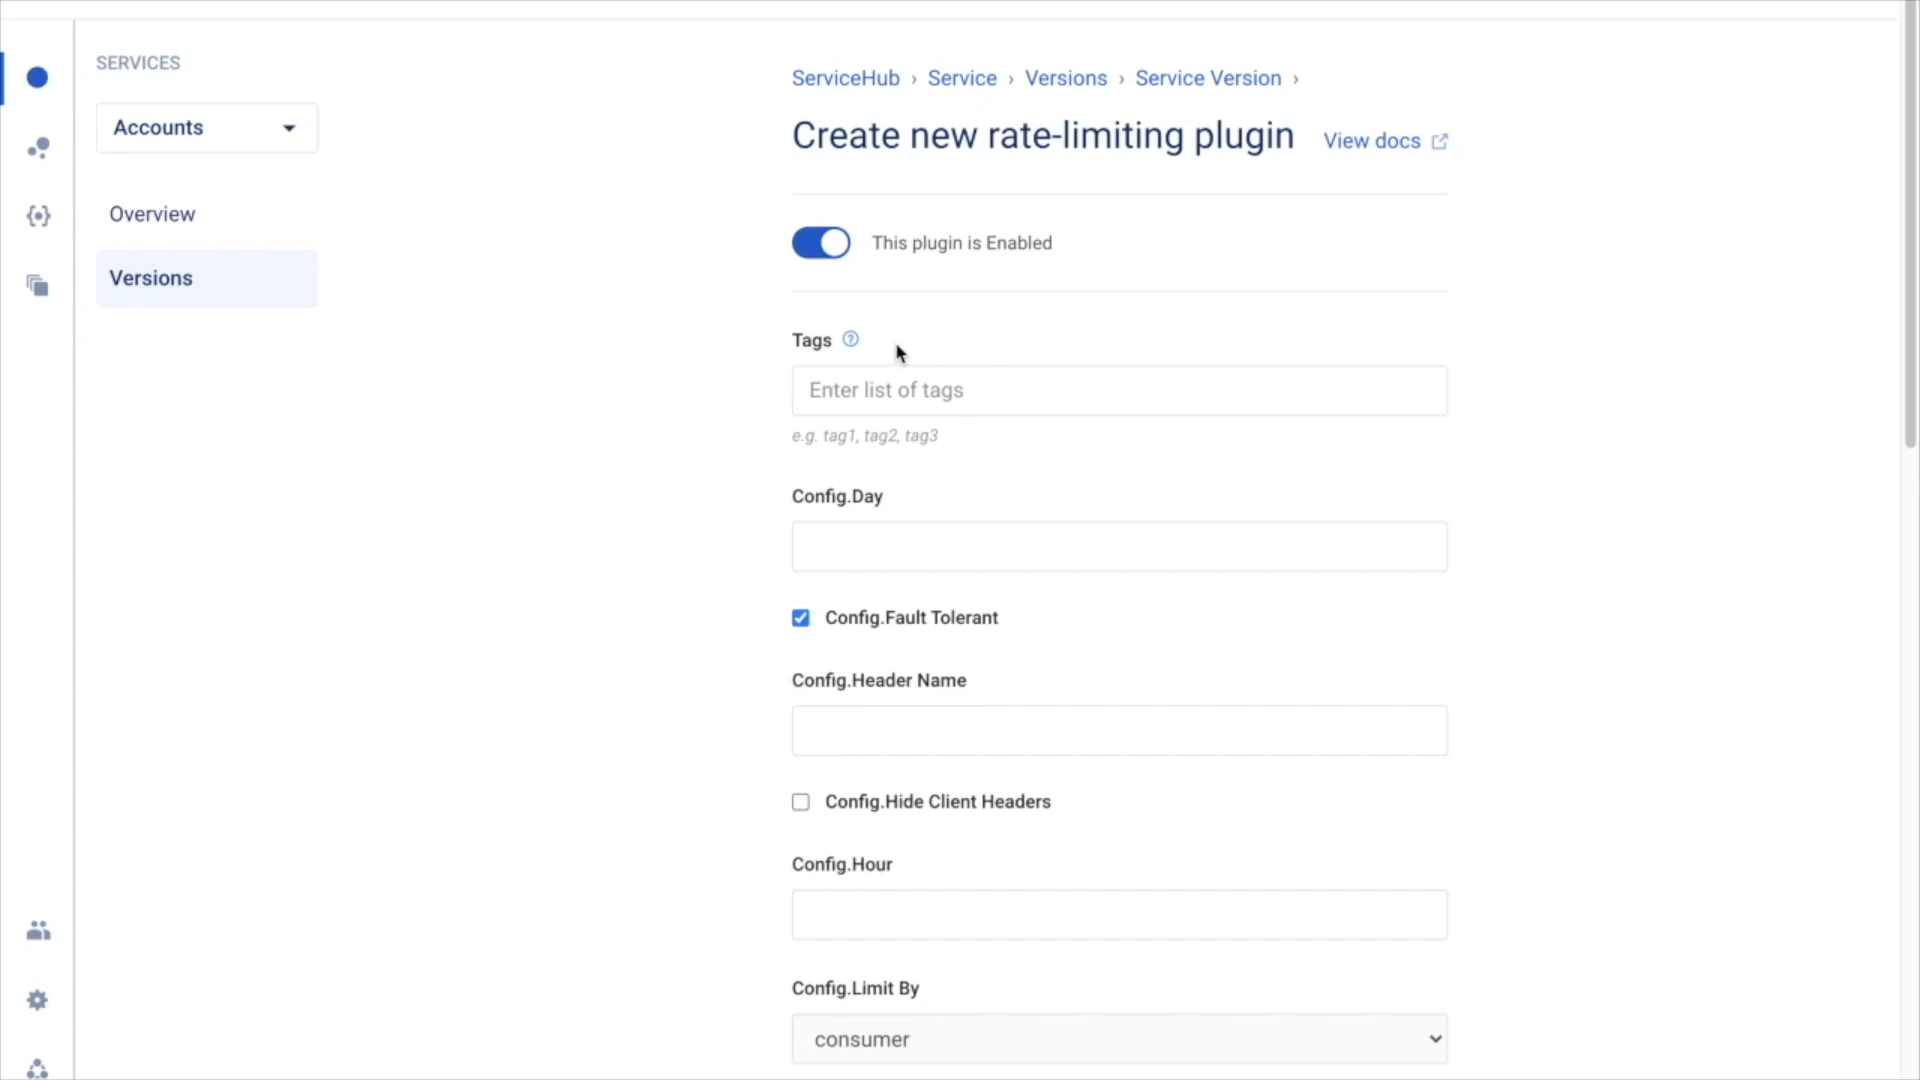 SERVICES
Accounts
Overview
Versions
ServiceHub › Service › Versions › Service Version ›
Create new rate-limiting plugin View docs
This plugin is Enabled
Tags ?
Enter list of tags
e.g. tag1, tag2, tag3
Config.Day
Config.Fault Tolerant
Config.Header Name
Config.Hide Client Headers
Config.Hour
Config.Limit By
consumer